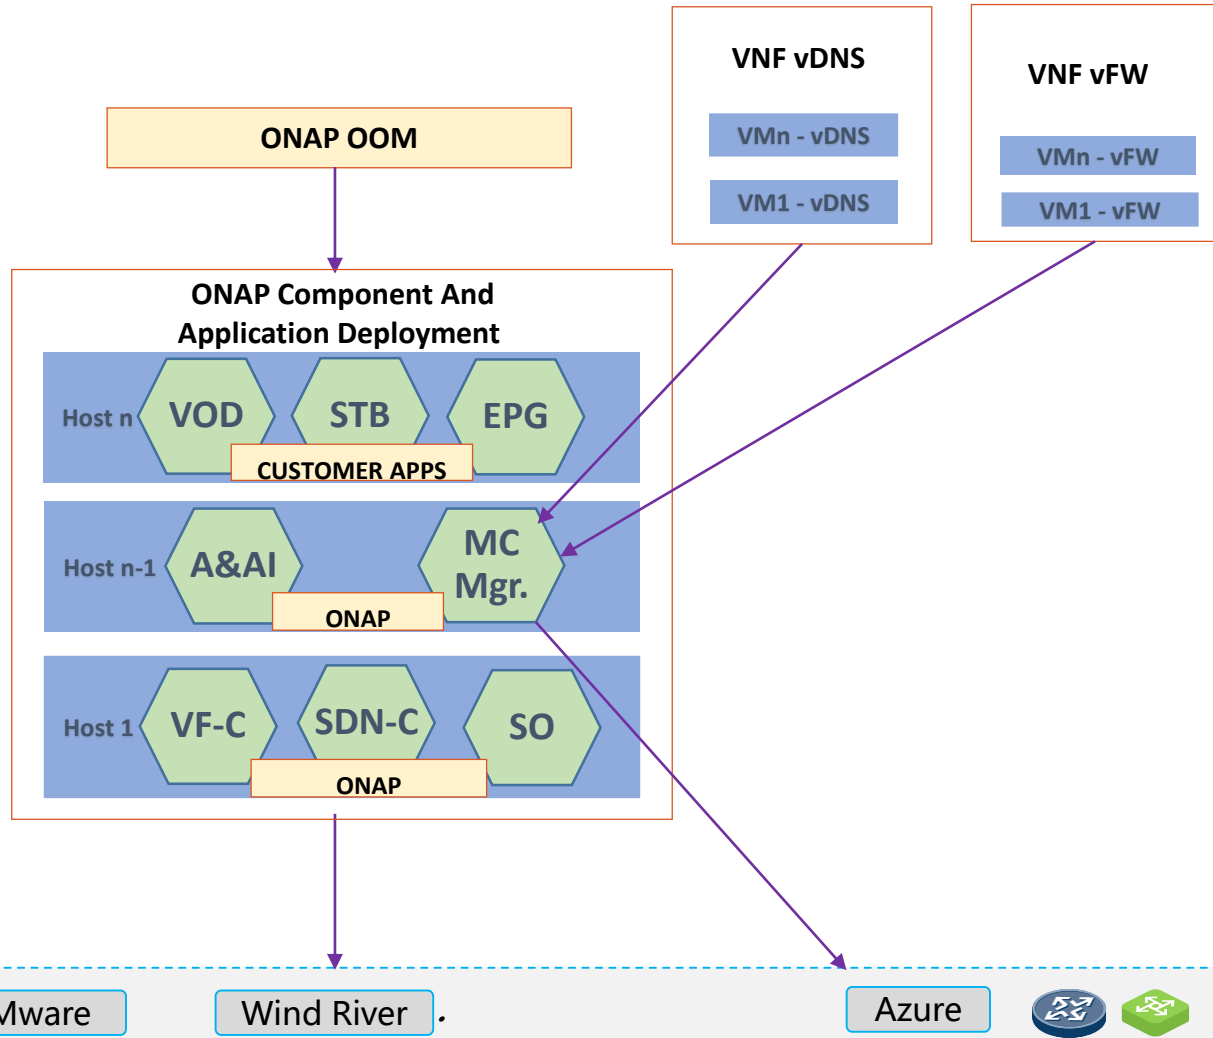 VNF vDNS
VMn - vDNS
VM1 - vDNS
VNF vFW
VMn - vFW
VM1 - vFW
ONAP OOM
ONAP Component And
Application Deployment
Host n
VOD
STB
EPG
CUSTOMER APPS
Host n-1
A&AI
MC
Mgr.
ONAP
Host 1
VF-C
SDN-C
SO
ONAP
Mware
Wind River
.
Azure